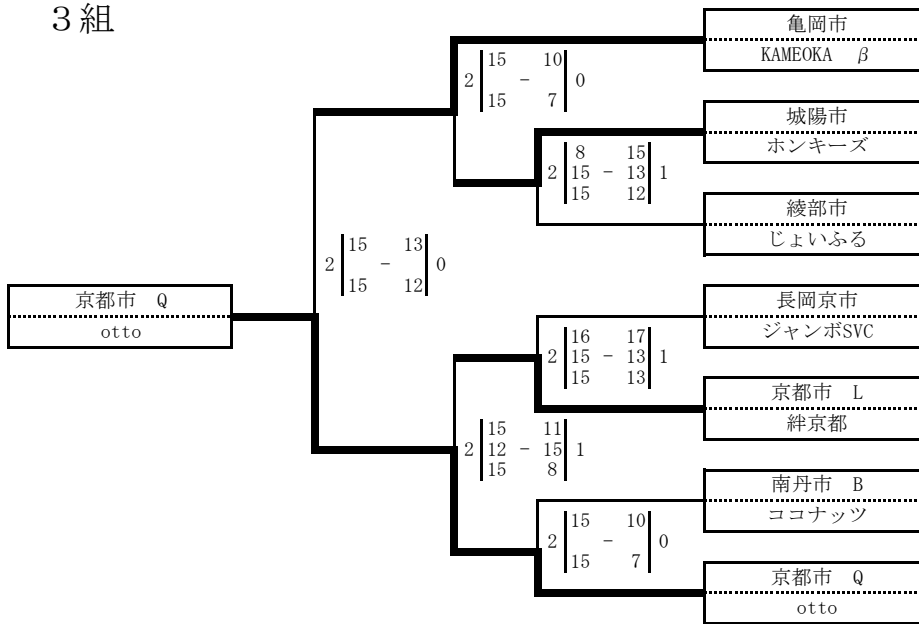 ３組
亀岡市
KAMEOKA　β
15　10
2　-　0
15　7
城陽市
ホンキーズ
8　15
2　15 - 13　1
15　12
綾部市
じょいふる
15　13
2　-　0
15　12
京都市　Q
otto
長岡京市
ジャンボSVC
16　17
2　15 - 13　1
15　13
京都市　L
絆京都
15　11
2　12 - 15　1
15　8
南丹市　B
ココナッツ
15　10
2　-　0
15　7
京都市　Q
otto